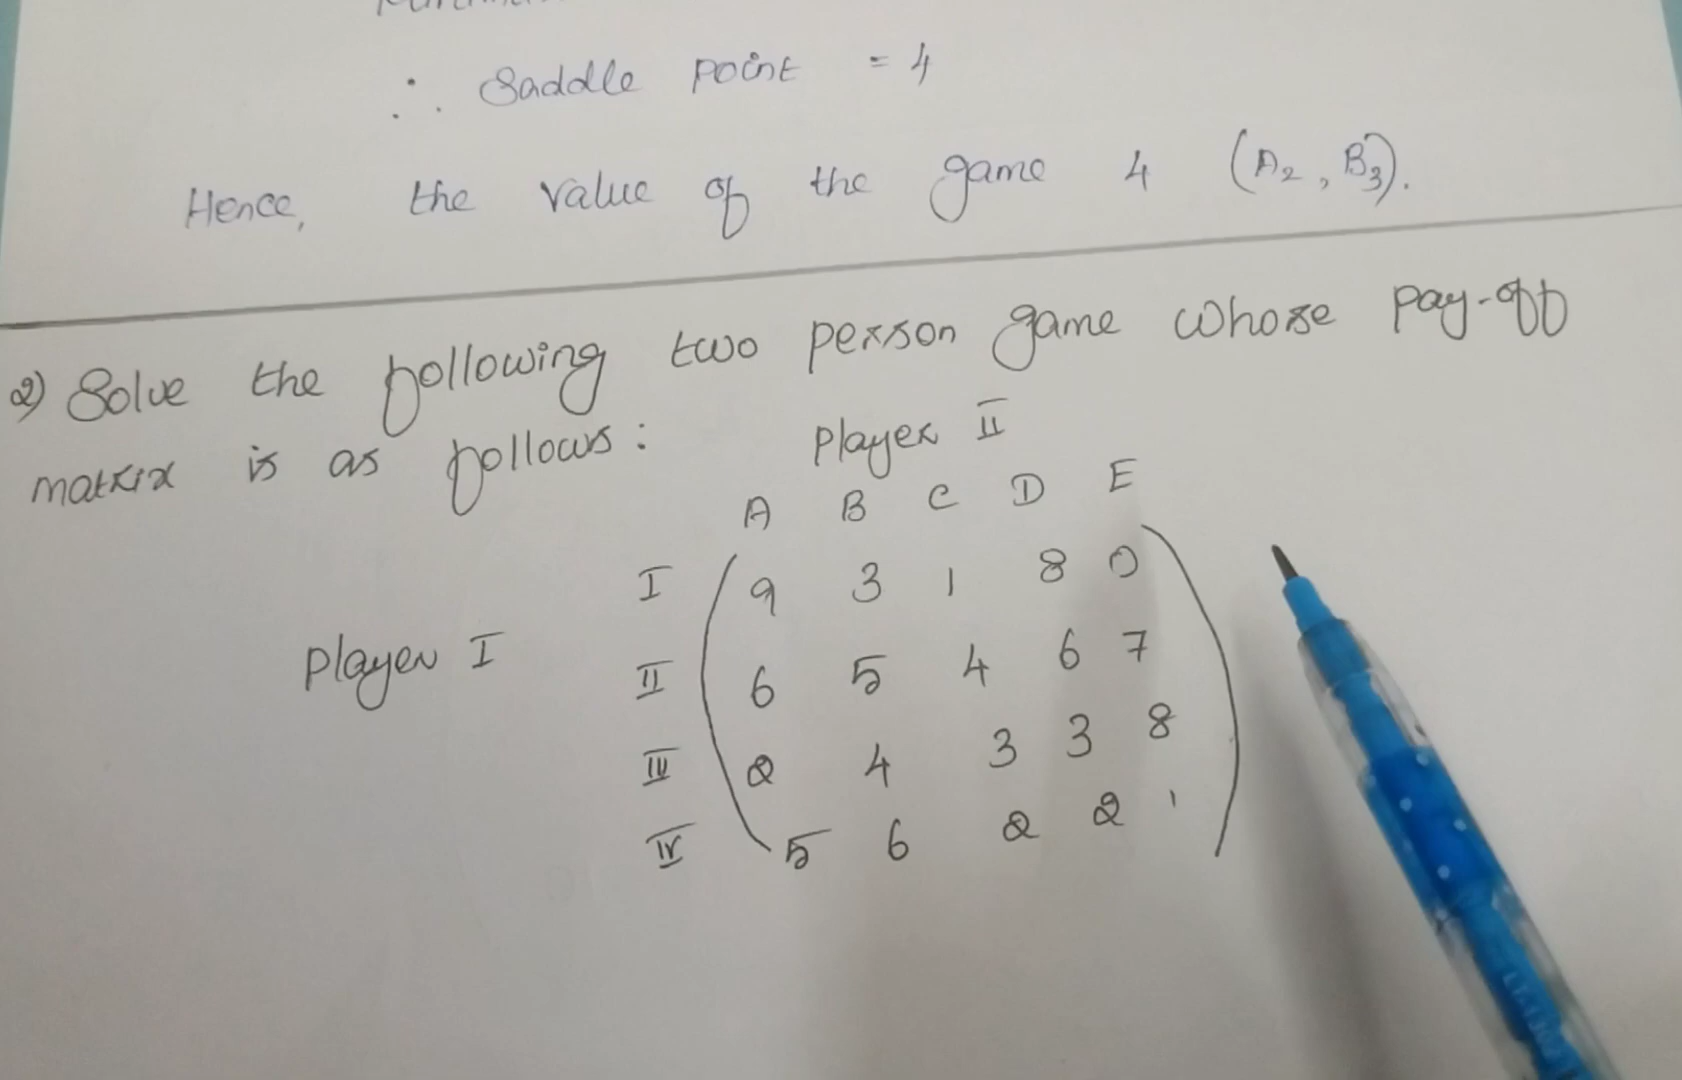 ∴ Saddle point = 4
Hence, the value of the game 4 (A₂, B₃).
2) Solve the following two person game whose pay-off
matrix is as follows:
Player II
A B C D E
I 9 3 1 8 0
Player I
II 6 5 4 6 7
III 2 4 3 3 8
IV 5 6 2 2 1